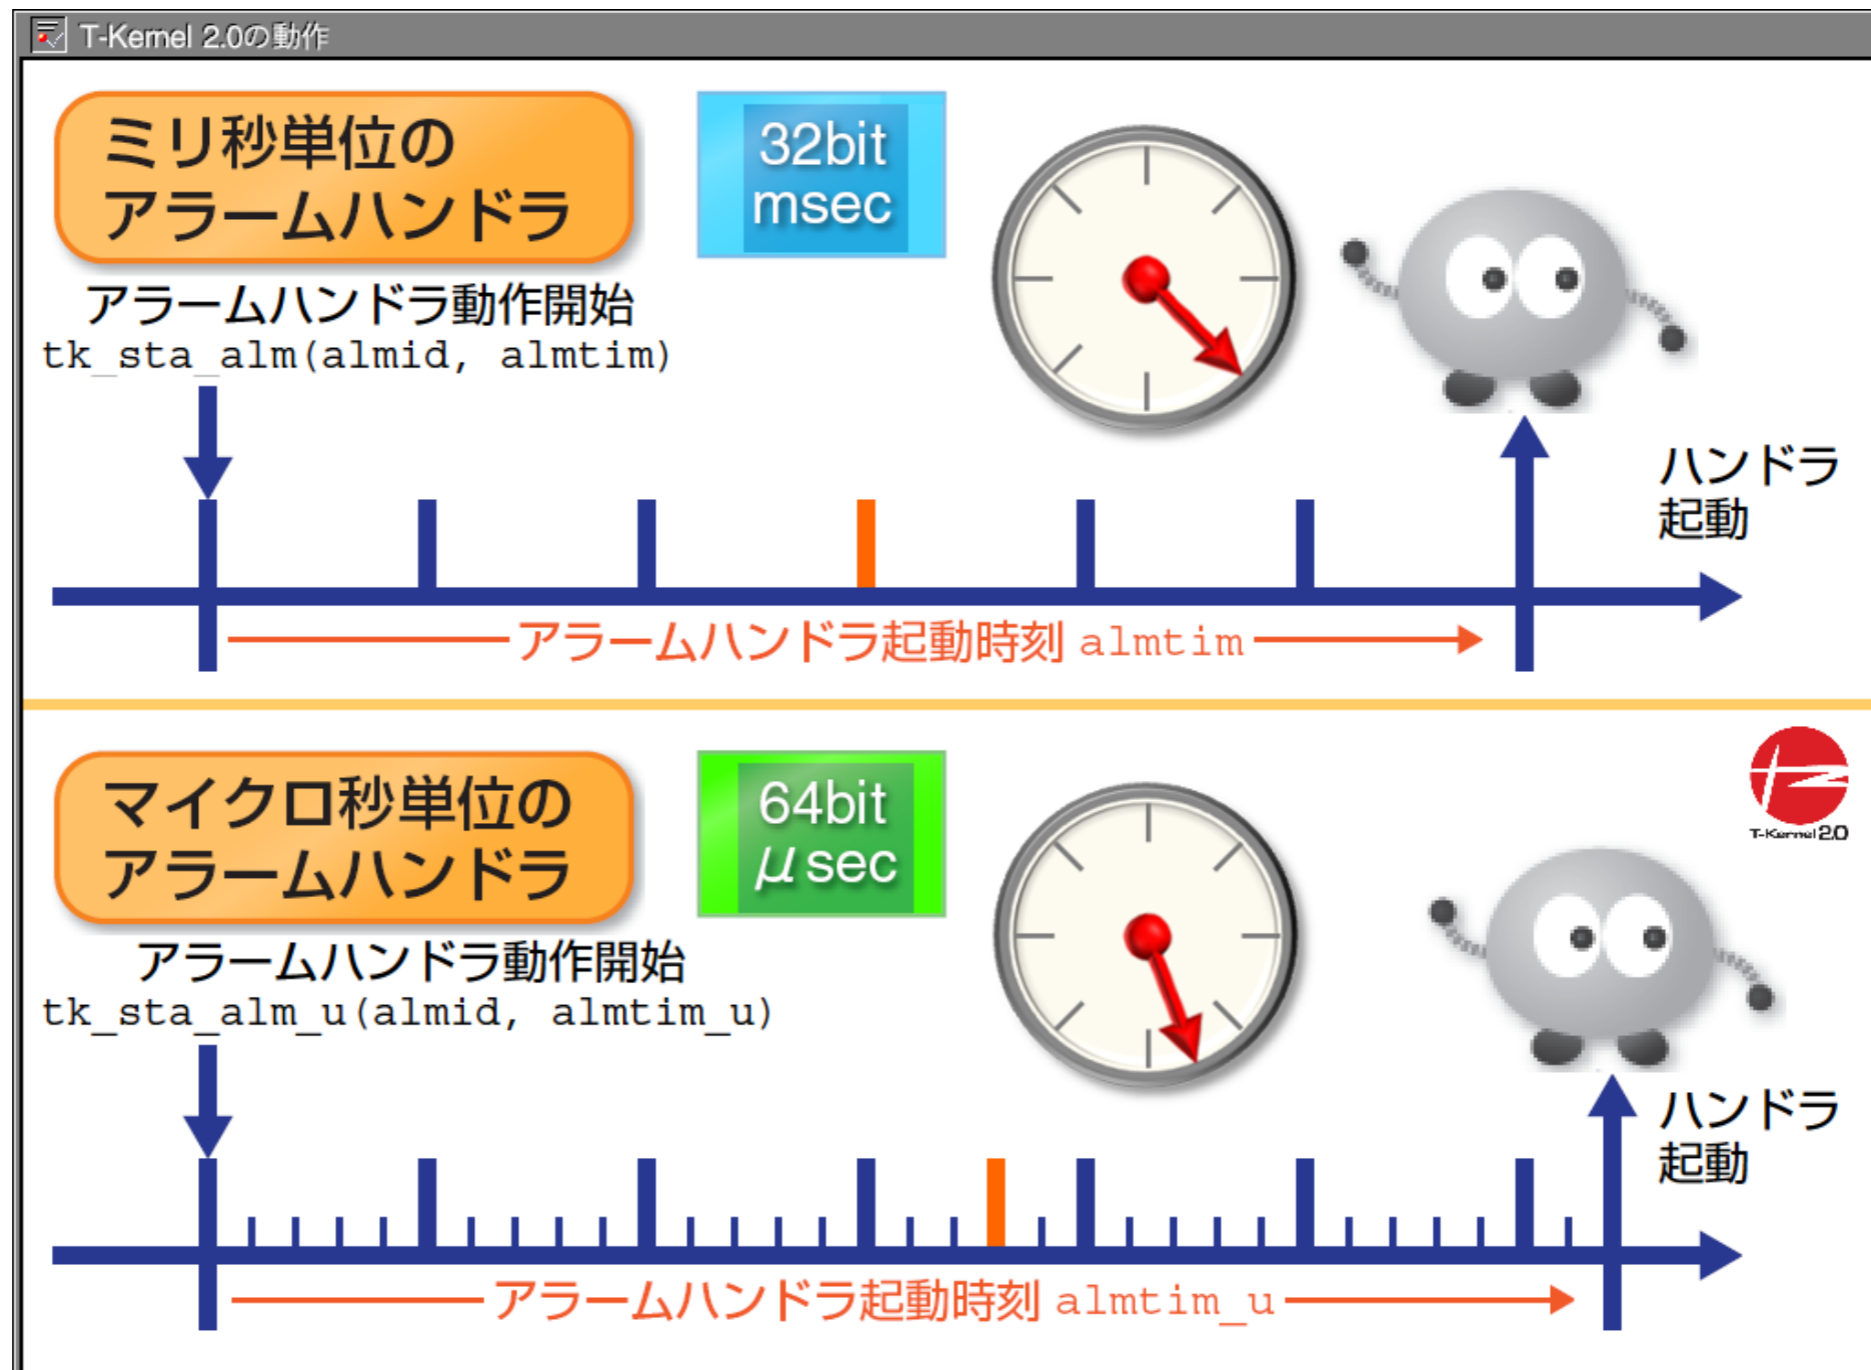 T-Kernel 2.0の動作
ミリ秒単位の
アラームハンドラ
32bit
msec
アラームハンドラ動作開始
tk_sta_alm(almid, almtim)
ハンドラ
起動
アラームハンドラ起動時刻 almtim
マイクロ秒単位の
アラームハンドラ
64bit
μsec
T-Kernel 2.0
アラームハンドラ動作開始
tk_sta_alm_u(almid, almtim_u)
ハンドラ
起動
アラームハンドラ起動時刻 almtim_u